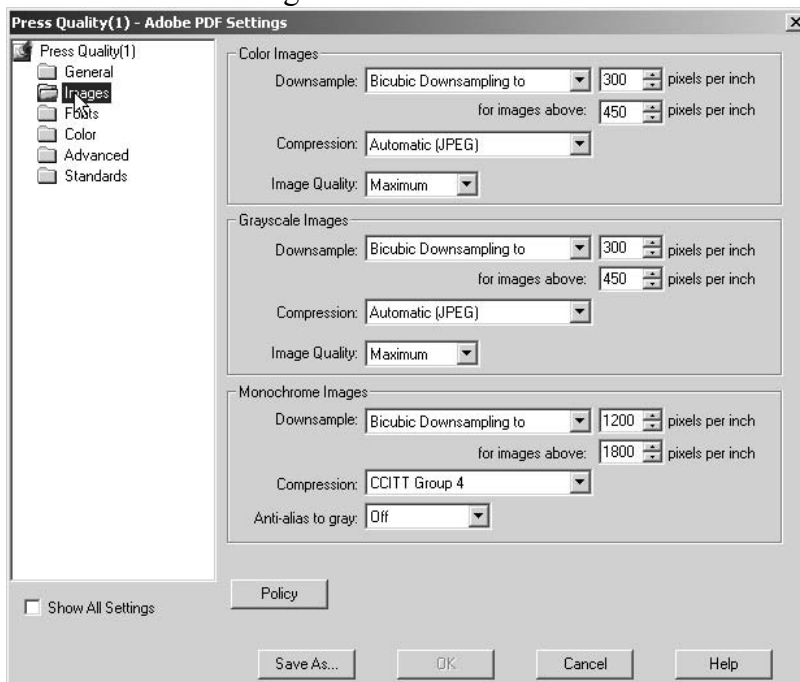 Press Quality(1) - Adobe PDF Settings
Press Quality(1)
General
Images
Fonts
Color
Advanced
Standards
Show All Settings
Color Images
Downsample: Bicubic Downsampling to 300 pixels per inch
for images above: 450 pixels per inch
Compression: Automatic (JPEG)
Image Quality: Maximum
Grayscale Images
Downsample: Bicubic Downsampling to 300 pixels per inch
for images above: 450 pixels per inch
Compression: Automatic (JPEG)
Image Quality: Maximum
Monochrome Images
Downsample: Bicubic Downsampling to 1200 pixels per inch
for images above: 1800 pixels per inch
Compression: CCITT Group 4
Anti-alias to gray: Off
Policy
Save As... OK Cancel Help